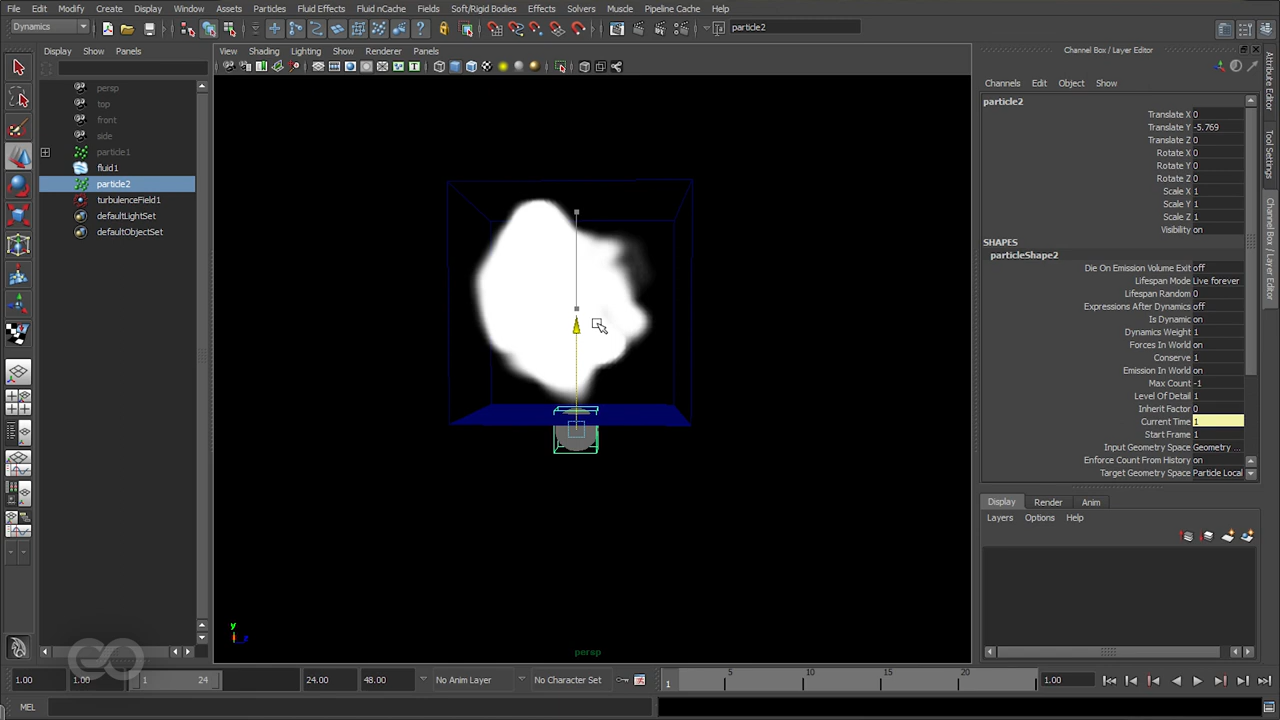 File Edit Modify Create Display Window Assets Particles Fluid Effects Fluid nCache Fields Soft/Rigid Bodies Effects Solvers Muscle Pipeline Cache Help
Dynamics particle2
Display Show Panels
View Shading Lighting Show Renderer Panels
Channel Box / Layer Editor
Channels Edit Object Show
persp
top
front
side
particle1
fluid1
particle2
turbulenceField1
defaultLightSet
defaultObjectSet
y
z
persp
particle2
Translate X 0
Translate Y -5.769
Translate Z 0
Rotate X 0
Rotate Y 0
Rotate Z 0
Scale X 1
Scale Y 1
Scale Z 1
Visibility on
SHAPES
particleShape2
Die On Emission Volume Exit off
Lifespan Mode Live forever
Lifespan Random 0
Expressions After Dynamics off
Is Dynamic on
Dynamics Weight 1
Forces In World on
Conserve 1
Emission In World on
Max Count -1
Level Of Detail 1
Inherit Factor 0
Current Time 1
Start Frame 1
Input Geometry Space Geometry ...
Enforce Count From History on
Target Geometry Space Particle Local
Display Render Anim
Layers Options Help
Attribute Editor
Tool Settings
Channel Box / Layer Editor
1.00 1.00 1 24 24.00 48.00 No Anim Layer No Character Set 1 5 10 15 20 1.00
MEL